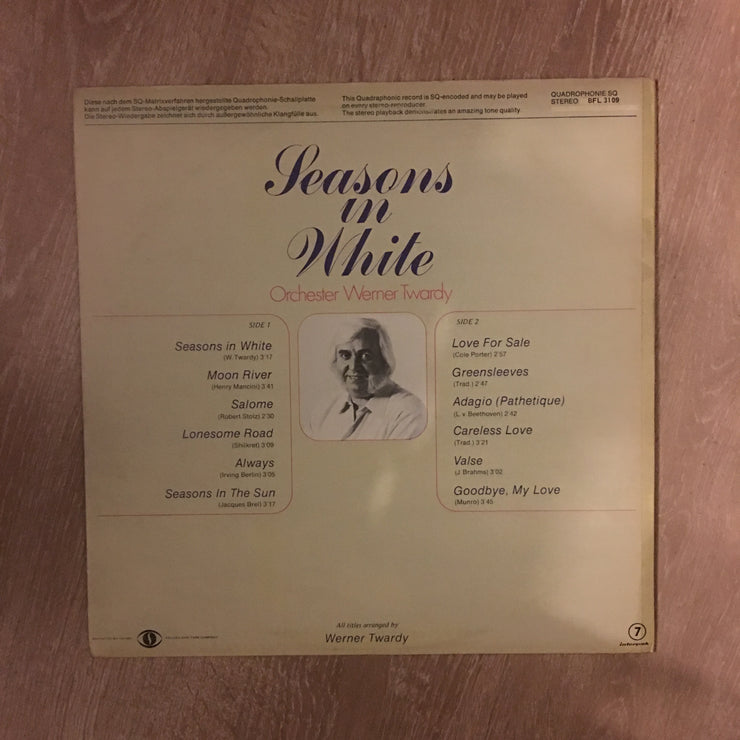 Diese nach dem SQ-Matrixverfahren hergestellte Quadrophonie-Schallplatte
kann auf jedem Stereo-Abspielgerät wiedergegeben werden.
Die Stereo-Wiedergabe zeichnet sich durch außergewöhnliche Klangfülle aus.
This Quadraphonic record is SQ-encoded and may be played
on every stereo-reproducer.
The stereo playback demonstrates an amazing tone quality.
QUADROPHONIE SQ
STEREO BFL 3109
Seasons
in
White
Orchester Werner Twardy
SIDE 1
Seasons in White
(W. Twardy) 3'17
Moon River
(Henry Mancini) 3'41
Salome
(Robert Stolz) 2'30
Lonesome Road
(Shilkret) 3'09
Always
(Irving Berlin) 3'05
Seasons In The Sun
(Jacques Brel) 3'17
SIDE 2
Love For Sale
(Cole Porter) 2'57
Greensleeves
(Trad.) 2'47
Adagio (Pathetique)
(L. v. Beethoven) 2'42
Careless Love
(Trad.) 3'21
Valse
(J. Brahms) 3'02
Goodbye, My Love
(Munro) 3'45
All titles arranged by
Werner Twardy
7
interpak